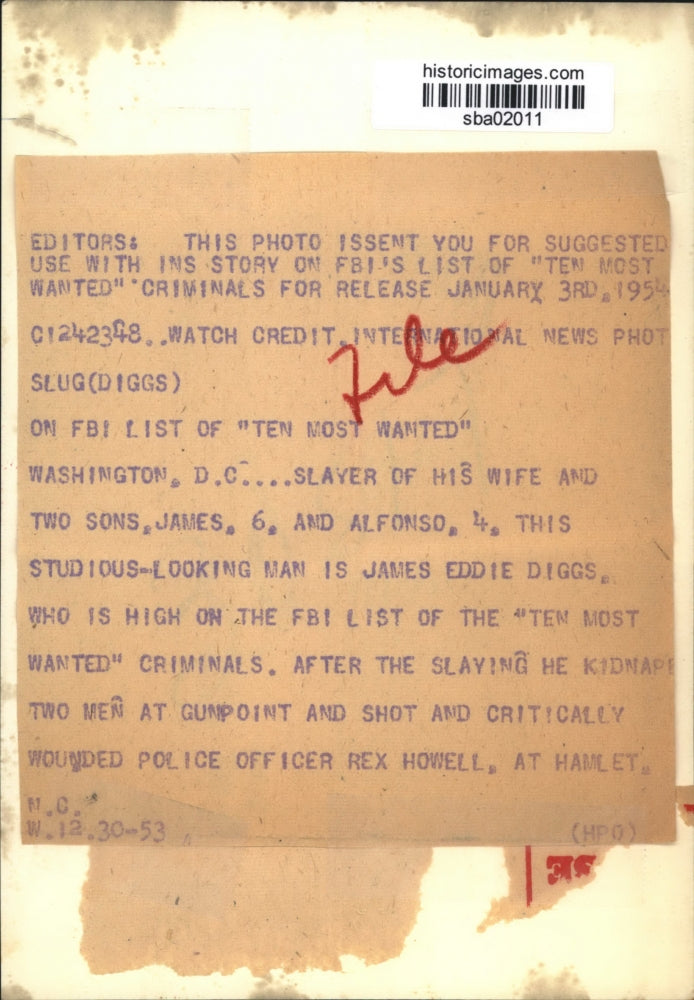 historicimages.com
sba02011
EDITORS: THIS PHOTO ISSENT YOU FOR SUGGESTED
USE WITH INS STORY ON FBI'S LIST OF "TEN MOST
WANTED" CRIMINALS FOR RELEASE JANUARY 3RD, 1954
C1242348..WATCH CREDIT, INTERNATIONAL NEWS PHOT
File
SLUG(DIGGS)
ON FBI LIST OF "TEN MOST WANTED"
WASHINGTON, D.C....SLAYER OF HIS WIFE AND
TWO SONS, JAMES, 6, AND ALFONSO, 4, THIS
STUDIOUS-LOOKING MAN IS JAMES EDDIE DIGGS,
WHO IS HIGH ON THE FBI LIST OF THE "TEN MOST
WANTED" CRIMINALS. AFTER THE SLAYING HE KIDNAPE
TWO MEN AT GUNPOINT AND SHOT AND CRITICALLY
WOUNDED POLICE OFFICER REX HOWELL, AT HAMLET,
N.C.
W.12.30-53 (HPO)